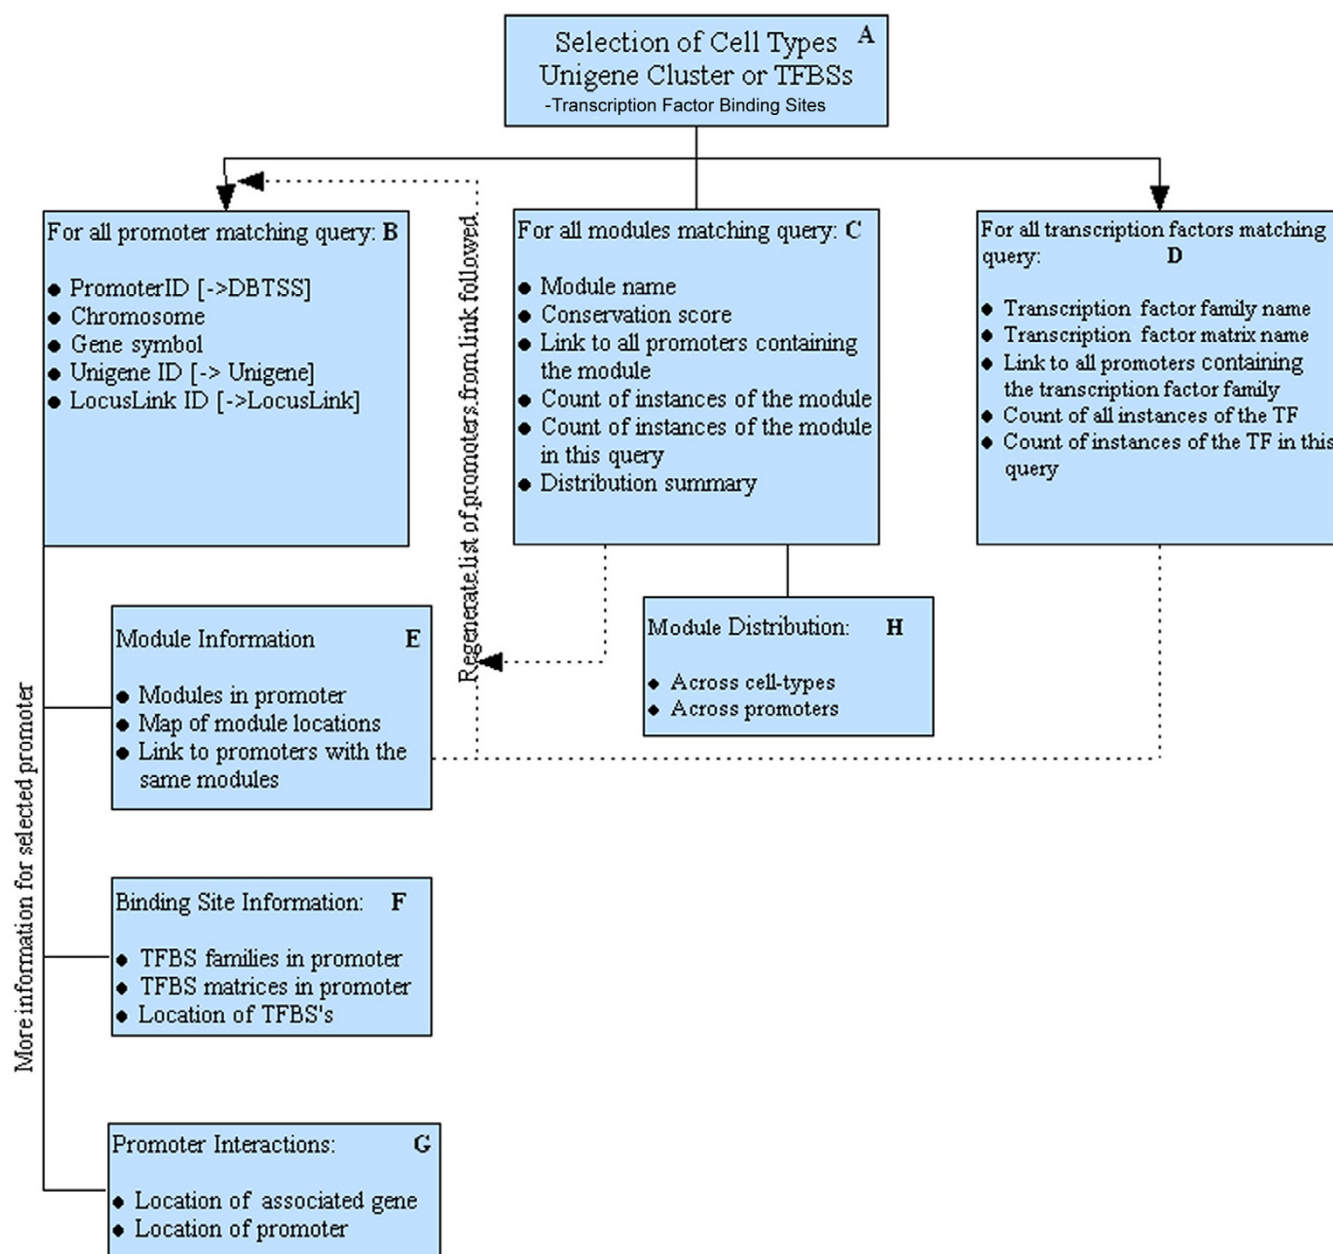 Selection of Cell Types A
Unigene Cluster or TFBSs
-Transcription Factor Binding Sites
For all promoter matching query: B
● PromoterID [->DBTSS]
● Chromosome
● Gene symbol
● Unigene ID [-> Unigene]
● LocusLink ID [->LocusLink]
Regenerate list of promoters from link followed
For all modules matching query: C
● Module name
● Conservation score
● Link to all promoters containing
the module
● Count of instances of the module
● Count of instances of the module
in this query
● Distribution summary
For all transcription factors matching
query: D
● Transcription factor family name
● Transcription factor matrix name
● Link to all promoters containing
the transcription factor family
● Count of all instances of the TF
● Count of instances of the TF in this
query
More information for selected promoter
Module Information E
● Modules in promoter
● Map of module locations
● Link to promoters with the
same modules
Module Distribution: H
♦ Across cell-types
♦ Across promoters
Binding Site Information: F
♦ TFBS families in promoter
♦ TFBS matrices in promoter
♦ Location of TFBS's
Promoter Interactions: G
♦ Location of associated gene
♦ Location of promoter